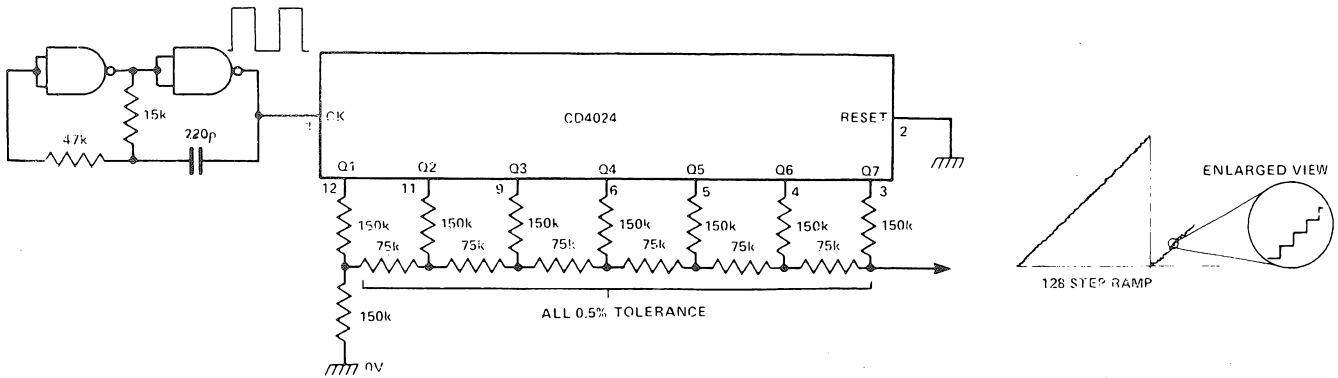 15k
47k
220p
CK
1
CD4024
RESET
2
Q1 Q2 Q3 Q4 Q5 Q6 Q7
12 11 9 6 5 4 3
150k 150k 150k 150k 150k 150k 150k
75k 75k 75k 75k 75k 75k
150k
ALL 0.5% TOLERANCE
0V
ENLARGED VIEW
128 STEP RAMP